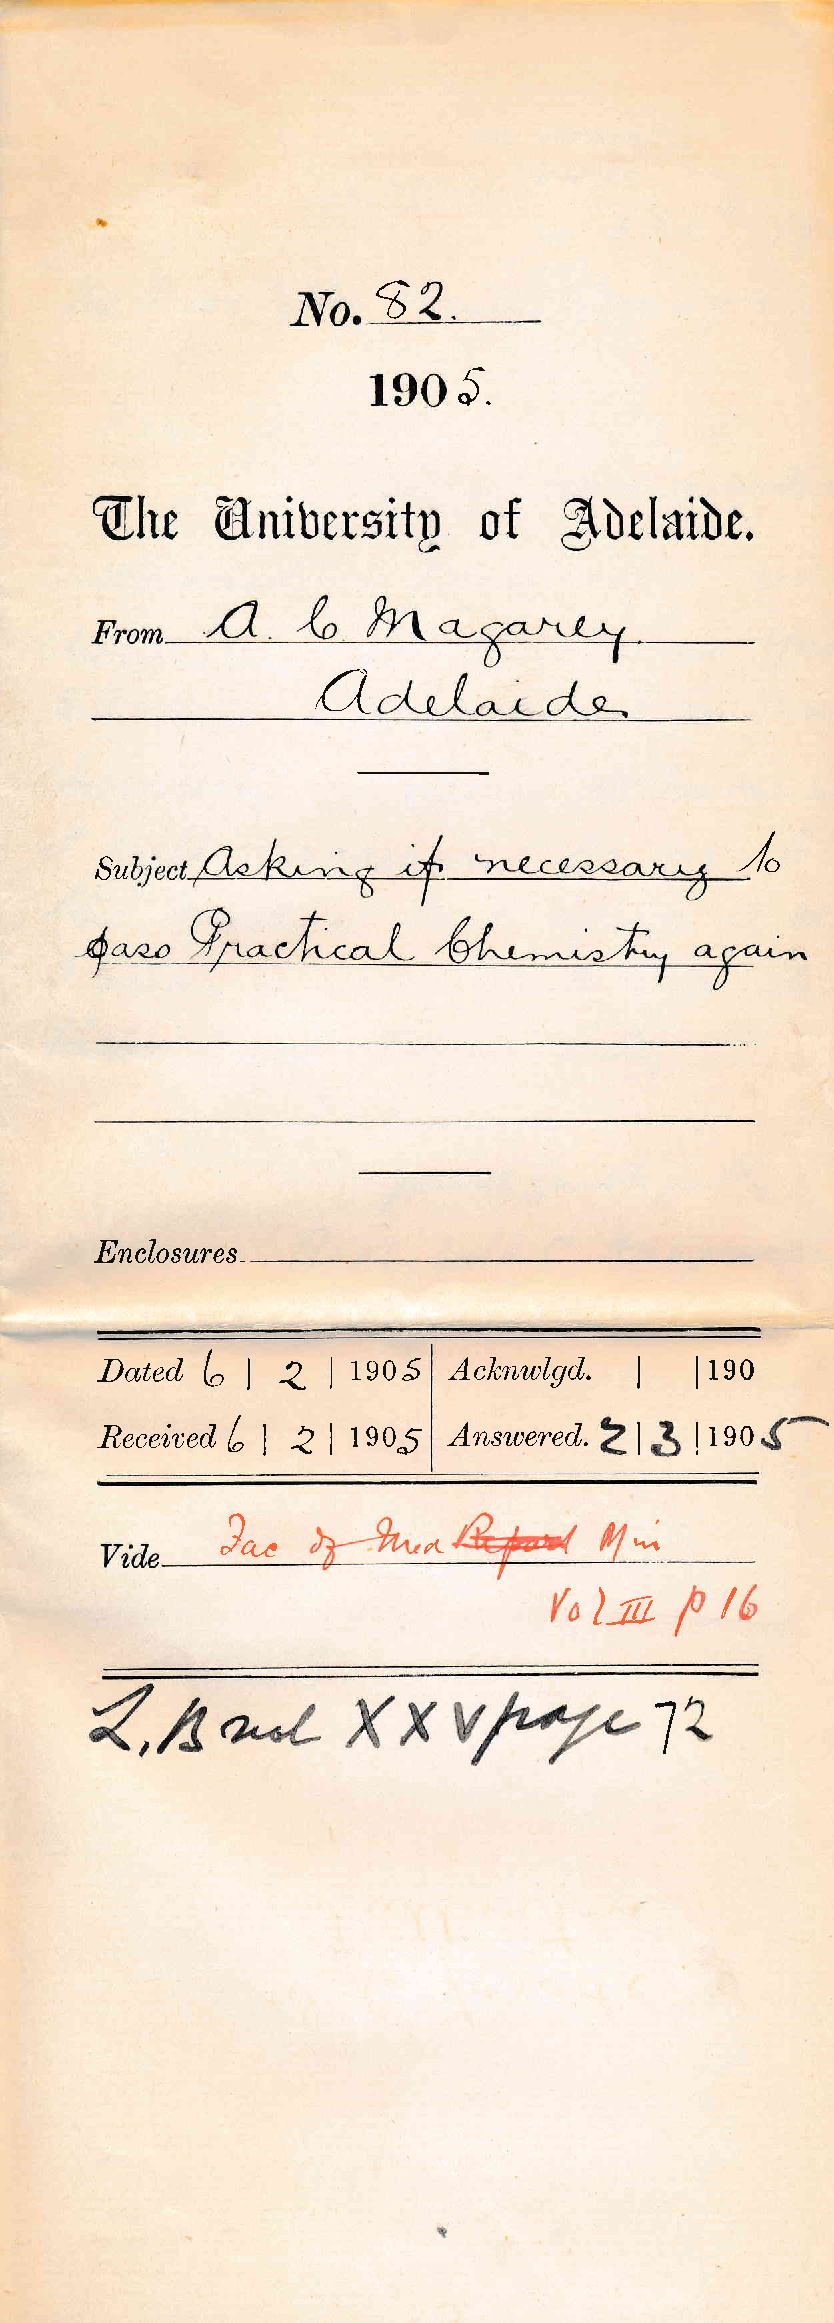 No. 82.
1905.
The University of Adelaide.
From A. C Magarey.
Adelaide.
Subject Asking if necessary to
pass Practical Chemistry again
Enclosures
Dated 6 | 2 | 1905 Acknwlgd. | | 190
Received 6 | 2 | 1905 Answered. 2 | 3 | 1905
Vide Fac of Med Report Min
Vol III p 16
L.B vol XXV page 72